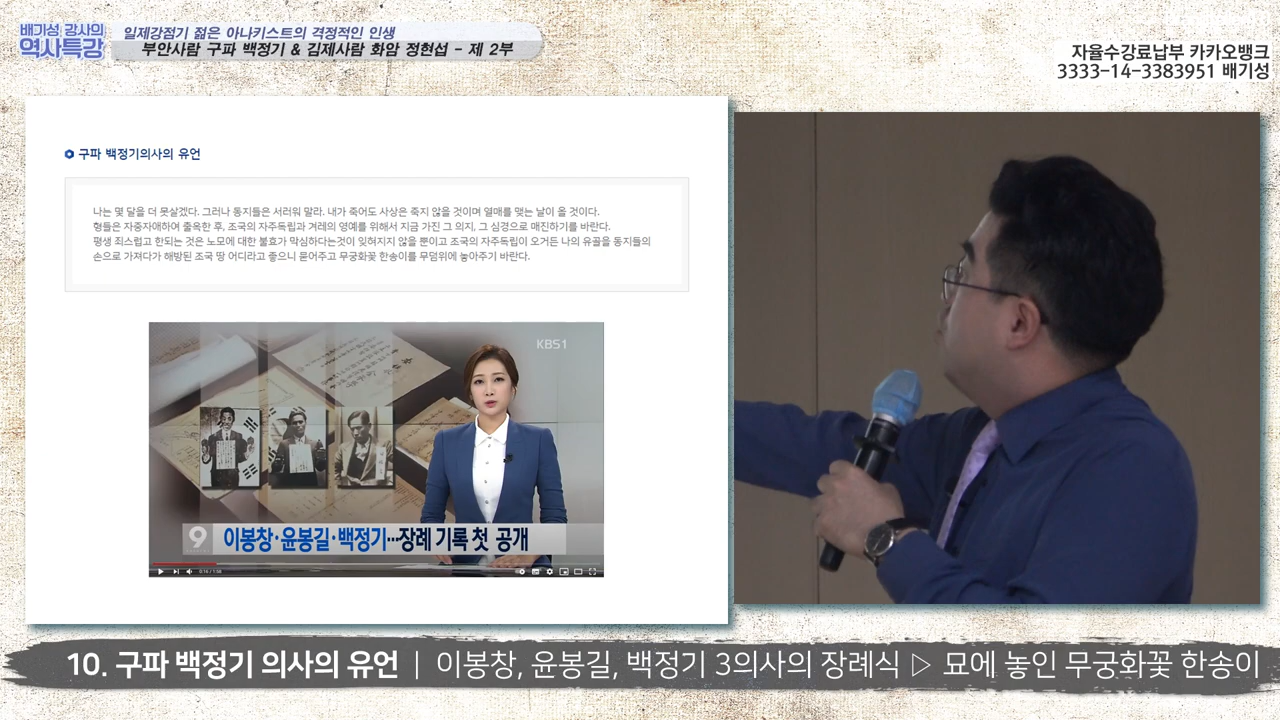 배기성 강사의
역사특강
일제강점기 젊은 아나키스트의 격정적인 인생
부안사람 구파 백정기 & 김제사람 화암 정현섭 - 제 2부
자율수강료납부 카카오뱅크
3333-14-3383951 배기성
구파 백정기의사의 유언
나는 몇 달을 더 못살겠다. 그러나 동지들은 서러워 말라. 내가 죽어도 사상은 죽지 않을 것이며 열매를 맺는 날이 올 것이다.
형들은 자중자애하여 출옥한 후, 조국의 자주독립과 겨레의 영예를 위해서 지금 가진 그 의지, 그 심경으로 매진하기를 바란다.
평생 죄스럽고 한되는 것은 노모에 대한 불효가 막심하다는것이 잊혀지지 않을 뿐이고 조국의 자주독립이 오거든 나의 유골을 동지들의
손으로 가져다가 해방된 조국 땅 어디라고 좋으니 묻어주고 무궁화꽃 한송이를 무덤위에 놓아주기 바란다.
KBS1
9
이봉창·윤봉길·백정기···장례 기록 첫 공개
0:16 / 1:08
10. 구파 백정기 의사의 유언 | 이봉창, 윤봉길, 백정기 3의사의 장례식 ▷ 묘에 놓인 무궁화꽃 한송이